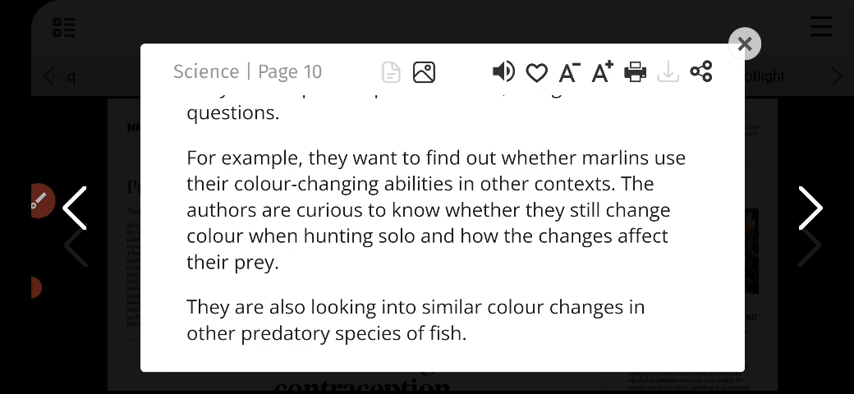 Science | Page 10
A- A+
questions.
For example, they want to find out whether marlins use
their colour-changing abilities in other contexts. The
authors are curious to know whether they still change
colour when hunting solo and how the changes affect
their prey.
They are also looking into similar colour changes in
other predatory species of fish.
contraception